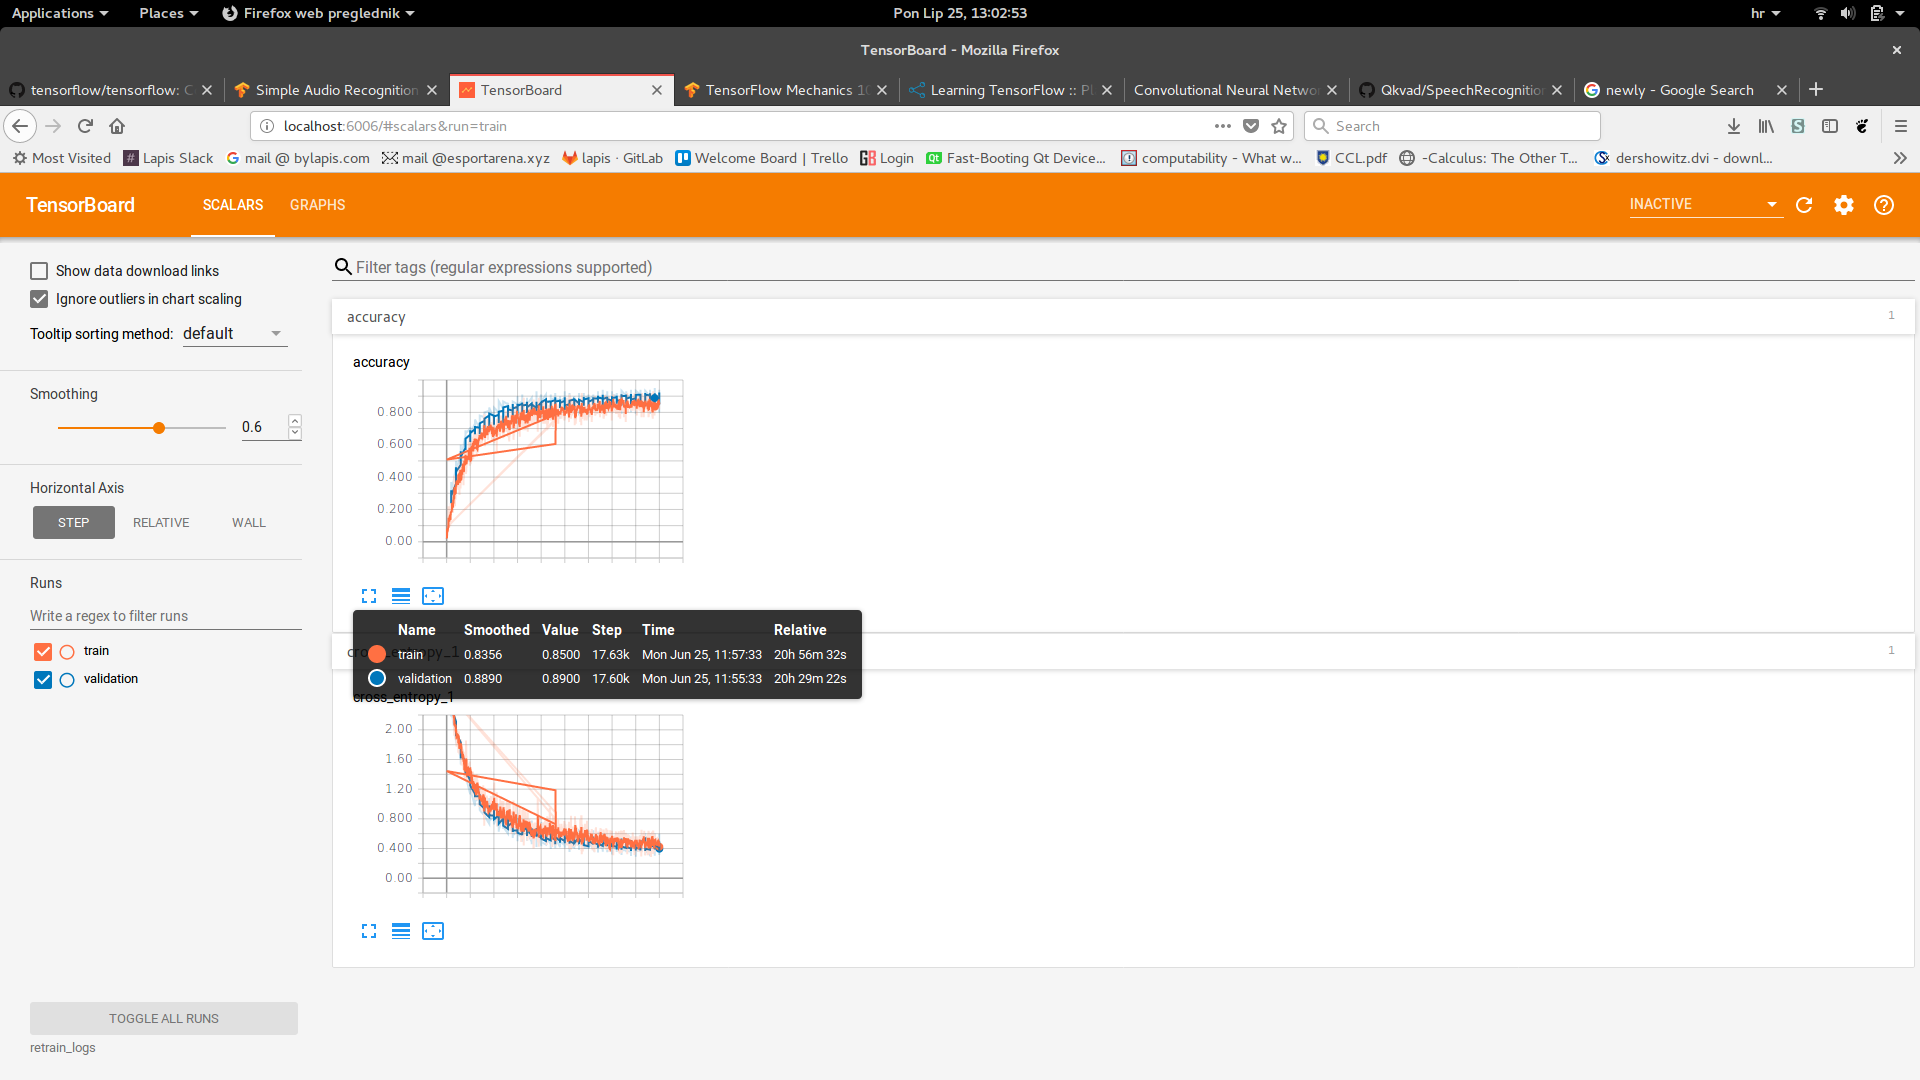 Applications Places Firefox web preglednik Pon Lip 25, 13:02:53 hr
TensorBoard - Mozilla Firefox
tensorflow/tensorflow: Simple Audio Recognition TensorBoard TensorFlow Mechanics Learning TensorFlow :: Convolutional Neural Qkvad/SpeechRecognition newly - Google Search
localhost:6006/#scalars&run=train Search
Most Visited Lapis Slack mail @ bylapis.com mail @esportarena.xyz lapis · GitLab Welcome Board | Trello Login Fast-Booting Qt Device... computability - What w... CCL.pdf -Calculus: The Other T... dershowitz.dvi - downl...
TensorBoard SCALARS GRAPHS INACTIVE
Show data download links
Ignore outliers in chart scaling
Tooltip sorting method: default
Smoothing
0.6
Horizontal Axis
STEP RELATIVE WALL
Runs
Write a regex to filter runs
train
validation
TOGGLE ALL RUNS
retrain_logs
Filter tags (regular expressions supported)
accuracy 1
accuracy
0.800
0.600
0.400
0.200
0.00
Name Smoothed Value Step Time Relative
train 0.8356 0.8500 17.63k Mon Jun 25, 11:57:33 20h 56m 32s
validation 0.8890 0.8900 17.60k Mon Jun 25, 11:55:33 20h 29m 22s
cross_entropy_1 1
cross_entropy_1
2.00
1.60
1.20
0.800
0.400
0.00